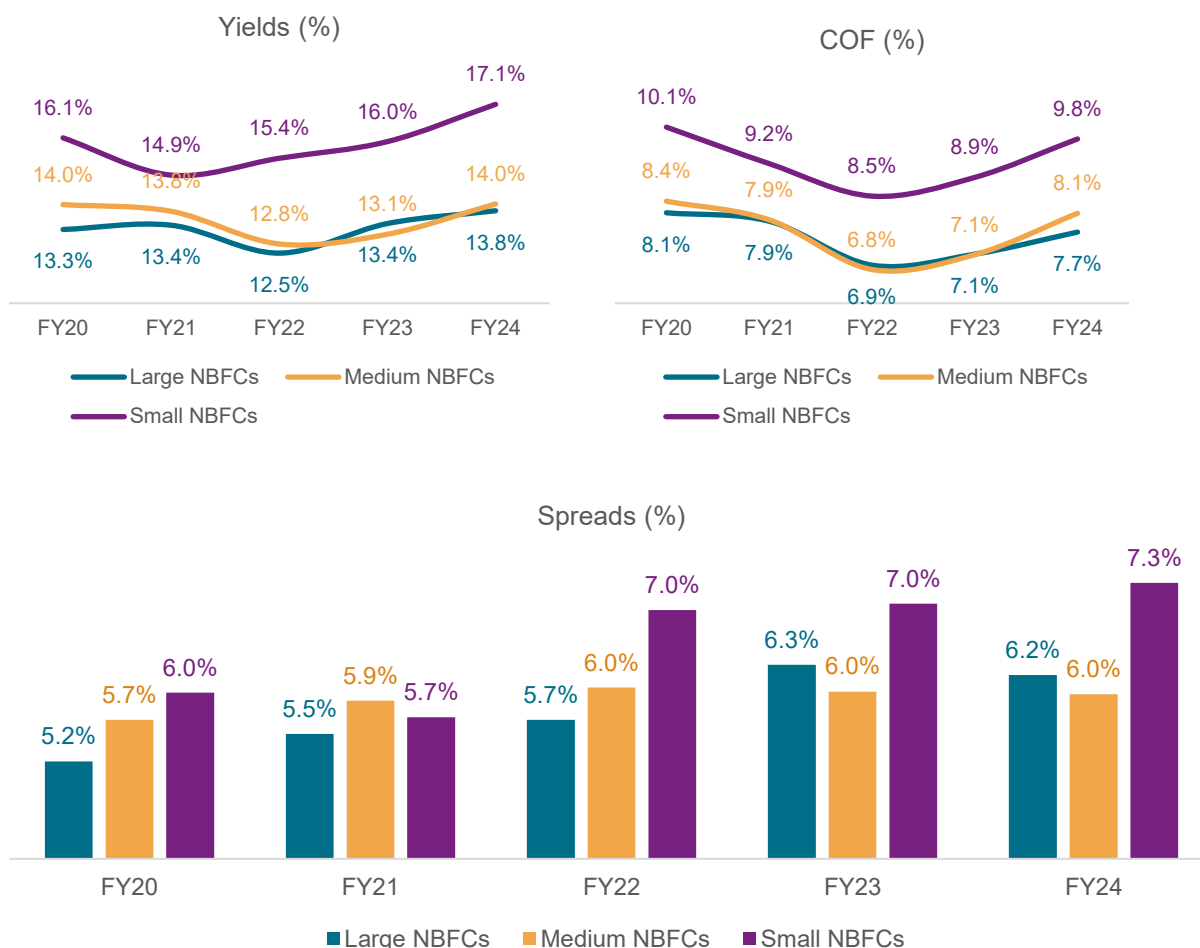 Yields (%)
17.1%
16.1%
16.0%
15.4%
14.9%
14.0% 13.8% 14.0%
12.8% 13.1%
13.3% 13.4% 12.5% 13.4% 13.8%
FY20 FY21 FY22 FY23 FY24
Large NBFCs Medium NBFCs
Small NBFCs
COF (%)
10.1% 9.2% 8.5% 8.9% 9.8%
8.4% 7.9% 6.8% 7.1% 8.1%
8.1% 7.9% 6.9% 7.1% 7.7%
FY20 FY21 FY22 FY23 FY24
Large NBFCs Medium NBFCs
Small NBFCs
Spreads (%)
5.2% 5.7% 6.0% 5.5% 5.9% 5.7% 5.7% 6.0% 7.0% 6.3% 6.0% 7.0% 6.2% 6.0% 7.3%
FY20 FY21 FY22 FY23 FY24
Large NBFCs Medium NBFCs Small NBFCs